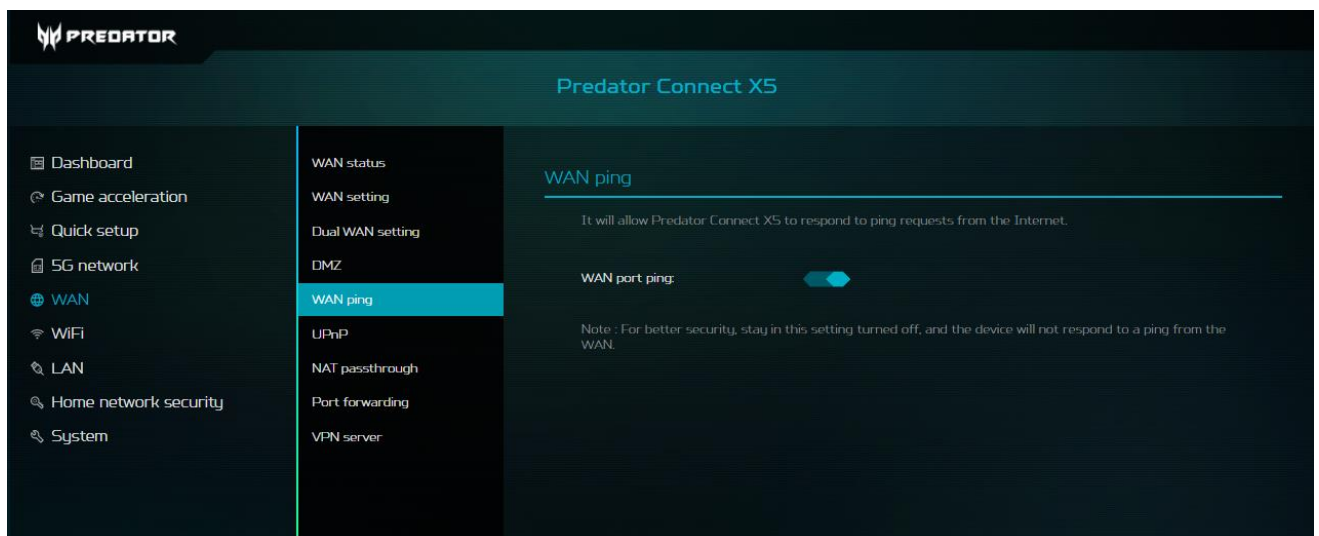 PREDATOR
Predator Connect X5
Dashboard
Game acceleration
Quick setup
5G network
WAN
WiFi
LAN
Home network security
System
WAN status
WAN setting
Dual WAN setting
DMZ
WAN ping
UPnP
NAT passthrough
Port forwarding
VPN server
WAN ping
It will allow Predator Connect X5 to respond to ping requests from the Internet.
WAN port ping:
Note : For better security, stay in this setting turned off, and the device will not respond to a ping from the
WAN.